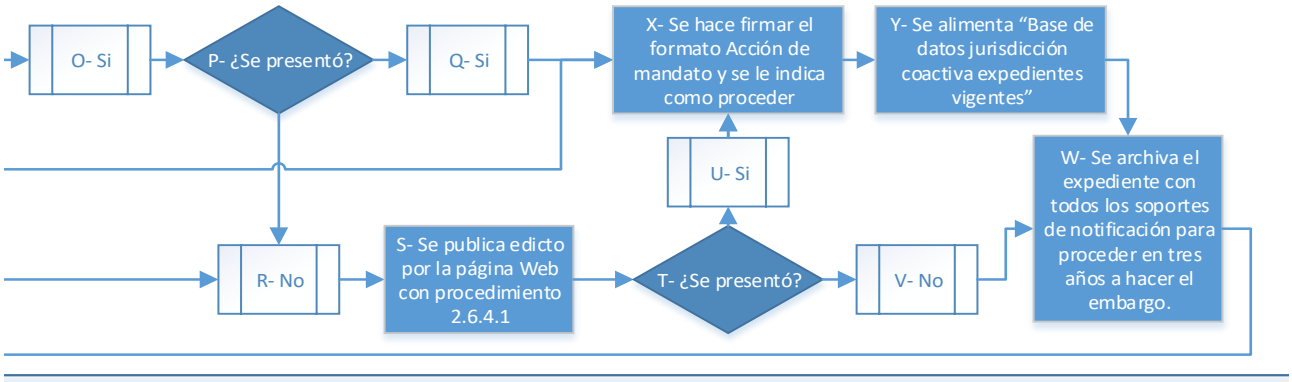 O- Si
P- ¿Se presentó?
Q- Si
X- Se hace firmar el
formato Acción de
mandato y se le indica
como proceder
Y- Se alimenta “Base de
datos jurisdicción
coactiva expedientes
vigentes”
U- Si
W- Se archiva el
expediente con
todos los soportes
de notificación para
proceder en tres
años a hacer el
embargo.
R- No
S- Se publica edicto
por la página Web
con procedimiento
2.6.4.1
T- ¿Se presentó?
V- No